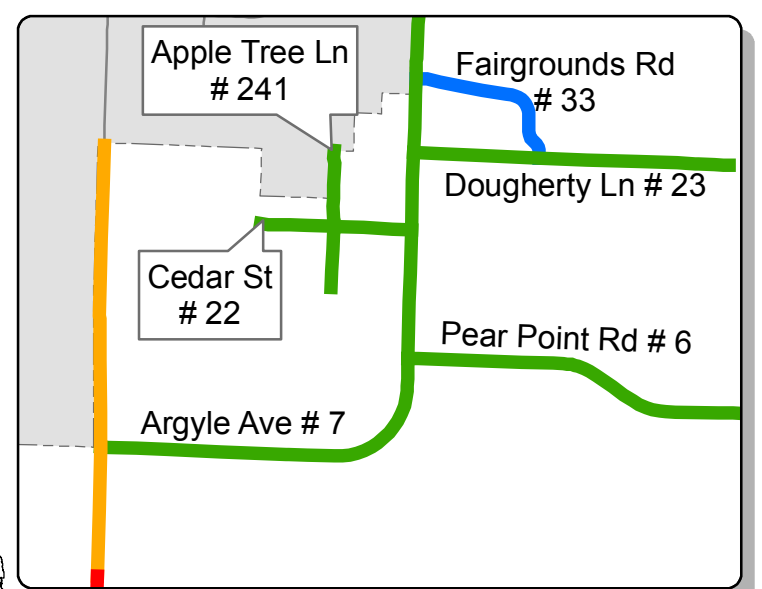 Apple Tree Ln
# 241
Fairgrounds Rd
# 33
Dougherty Ln # 23
Cedar St
# 22
Pear Point Rd # 6
Argyle Ave # 7